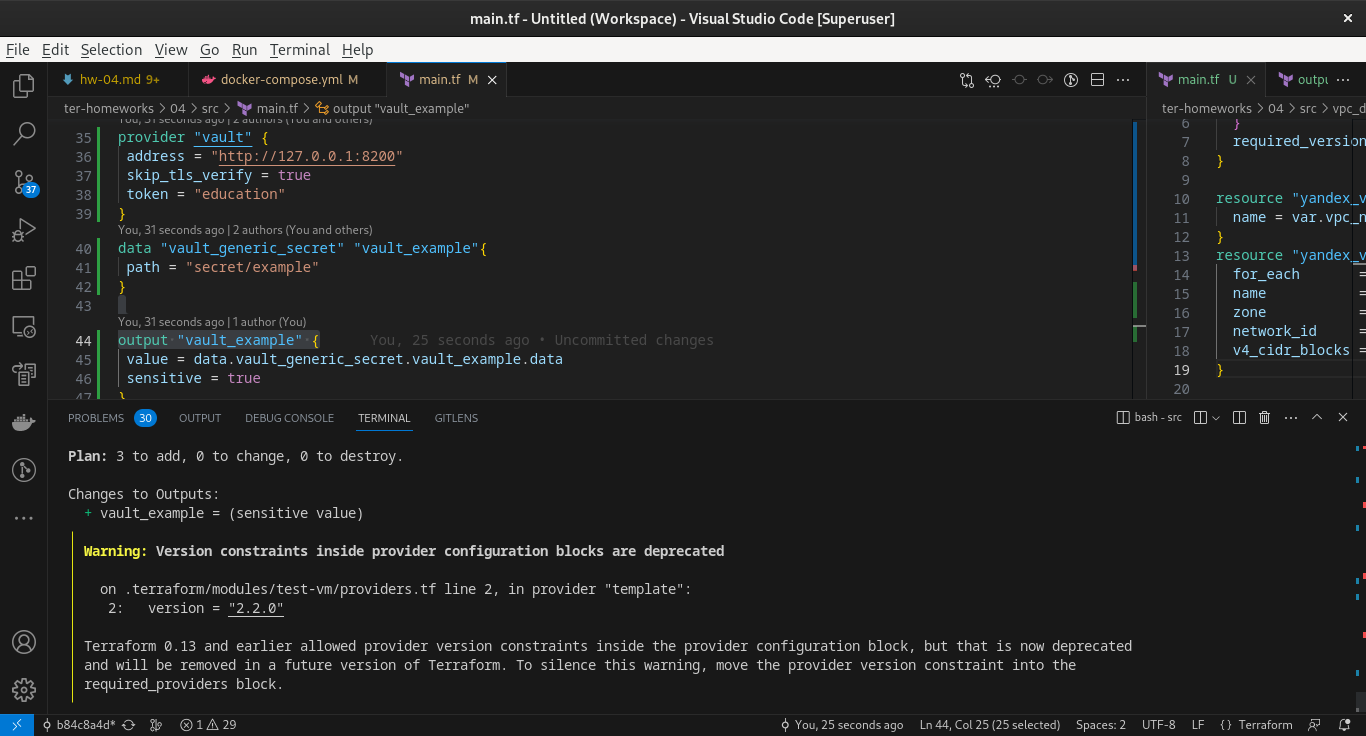 main.tf - Untitled (Workspace) - Visual Studio Code [Superuser]
File Edit Selection View Go Run Terminal Help
hw-04.md 9+ docker-compose.yml M main.tf M
ter-homeworks > 04 > src > main.tf > output "vault_example"
You, 31 seconds ago | 2 authors (You and others)
35 provider "vault" {
36 address = "http://127.0.0.1:8200"
37 skip_tls_verify = true
38 token = "education"
39 }
You, 31 seconds ago | 2 authors (You and others)
40 data "vault_generic_secret" "vault_example"{
41 path = "secret/example"
42 }
43
You, 31 seconds ago | 1 author (You)
44 output "vault_example" { You, 25 seconds ago • Uncommitted changes
45 value = data.vault_generic_secret.vault_example.data
46 sensitive = true
47 }
main.tf U outpu
ter-homeworks > 04 > src > vpc_d
6 }
7 required_version
8 }
9
10 resource "yandex_v
11 name = var.vpc_n
12 }
13 resource "yandex_v
14 for_each =
15 name =
16 zone =
17 network_id =
18 v4_cidr_blocks =
19 }
20
37
PROBLEMS 30 OUTPUT DEBUG CONSOLE TERMINAL GITLENS
bash - src
Plan: 3 to add, 0 to change, 0 to destroy.
Changes to Outputs:
+ vault_example = (sensitive value)
Warning: Version constraints inside provider configuration blocks are deprecated
on .terraform/modules/test-vm/providers.tf line 2, in provider "template":
2: version = "2.2.0"
Terraform 0.13 and earlier allowed provider version constraints inside the provider configuration block, but that is now deprecated
and will be removed in a future version of Terraform. To silence this warning, move the provider version constraint into the
required_providers block.
b84c8a4d* 1 29 You, 25 seconds ago Ln 44, Col 25 (25 selected) Spaces: 2 UTF-8 LF {} Terraform